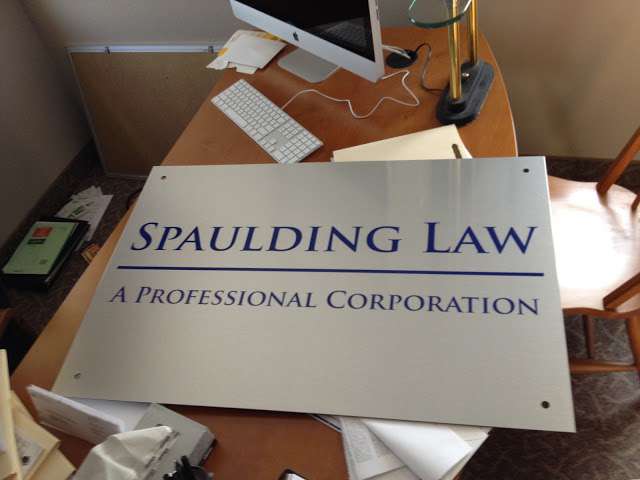 SPAULDING LAW
A PROFESSIONAL CORPORATION